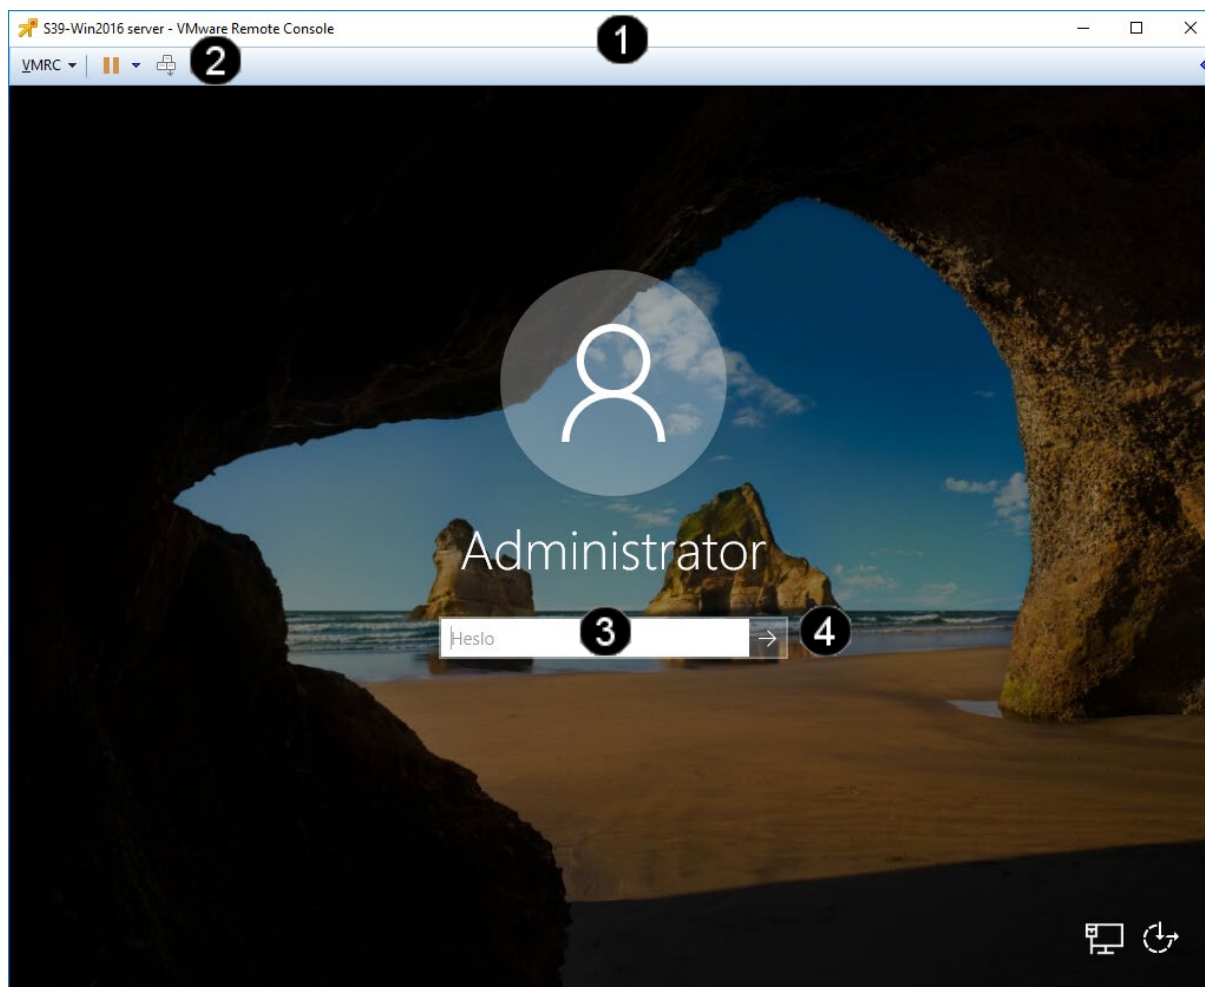 S39-Win2016 server - VMware Remote Console
1
VMRC
2
Administrator
Heslo
3
4